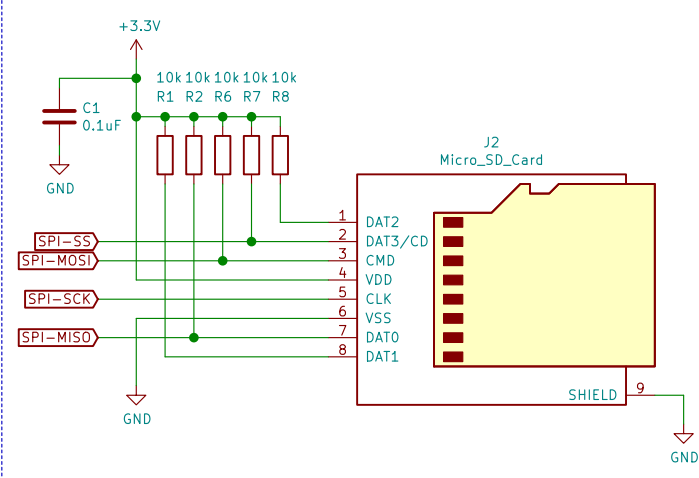 +3.3V
10k 10k 10k 10k 10k
R1 R2 R6 R7 R8
C1
0.1uF
GND
J2
Micro_SD_Card
1 DAT2
SPI-SS 2 DAT3/CD
SPI-MOSI 3 CMD
4 VDD
SPI-SCK 5 CLK
6 VSS
SPI-MISO 7 DAT0
8 DAT1
SHIELD 9
GND
GND